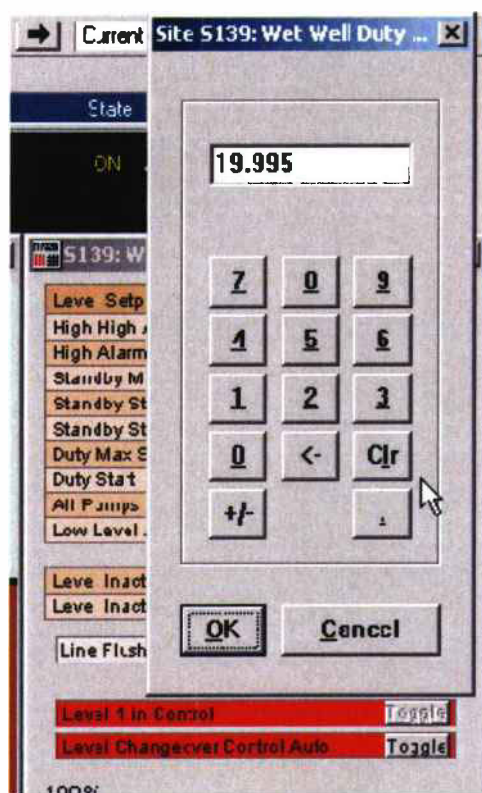 Current
Site S139: Wet Well Duty ...
State
ON
19.995
S139: W
7 0 9
4 5 6
1 2 3
0 <- Clr
+/- .
Leve Setp
High High
High Alarm
Standby M
Standby St
Standby St
Duty Max S
Duty Start
All Pumps
Low Level
Leve Inact
Leve Inact
OK Cancel
Line Flush
Level 1 in Control Toggle
Level Changeover Control Auto Toggle
100%